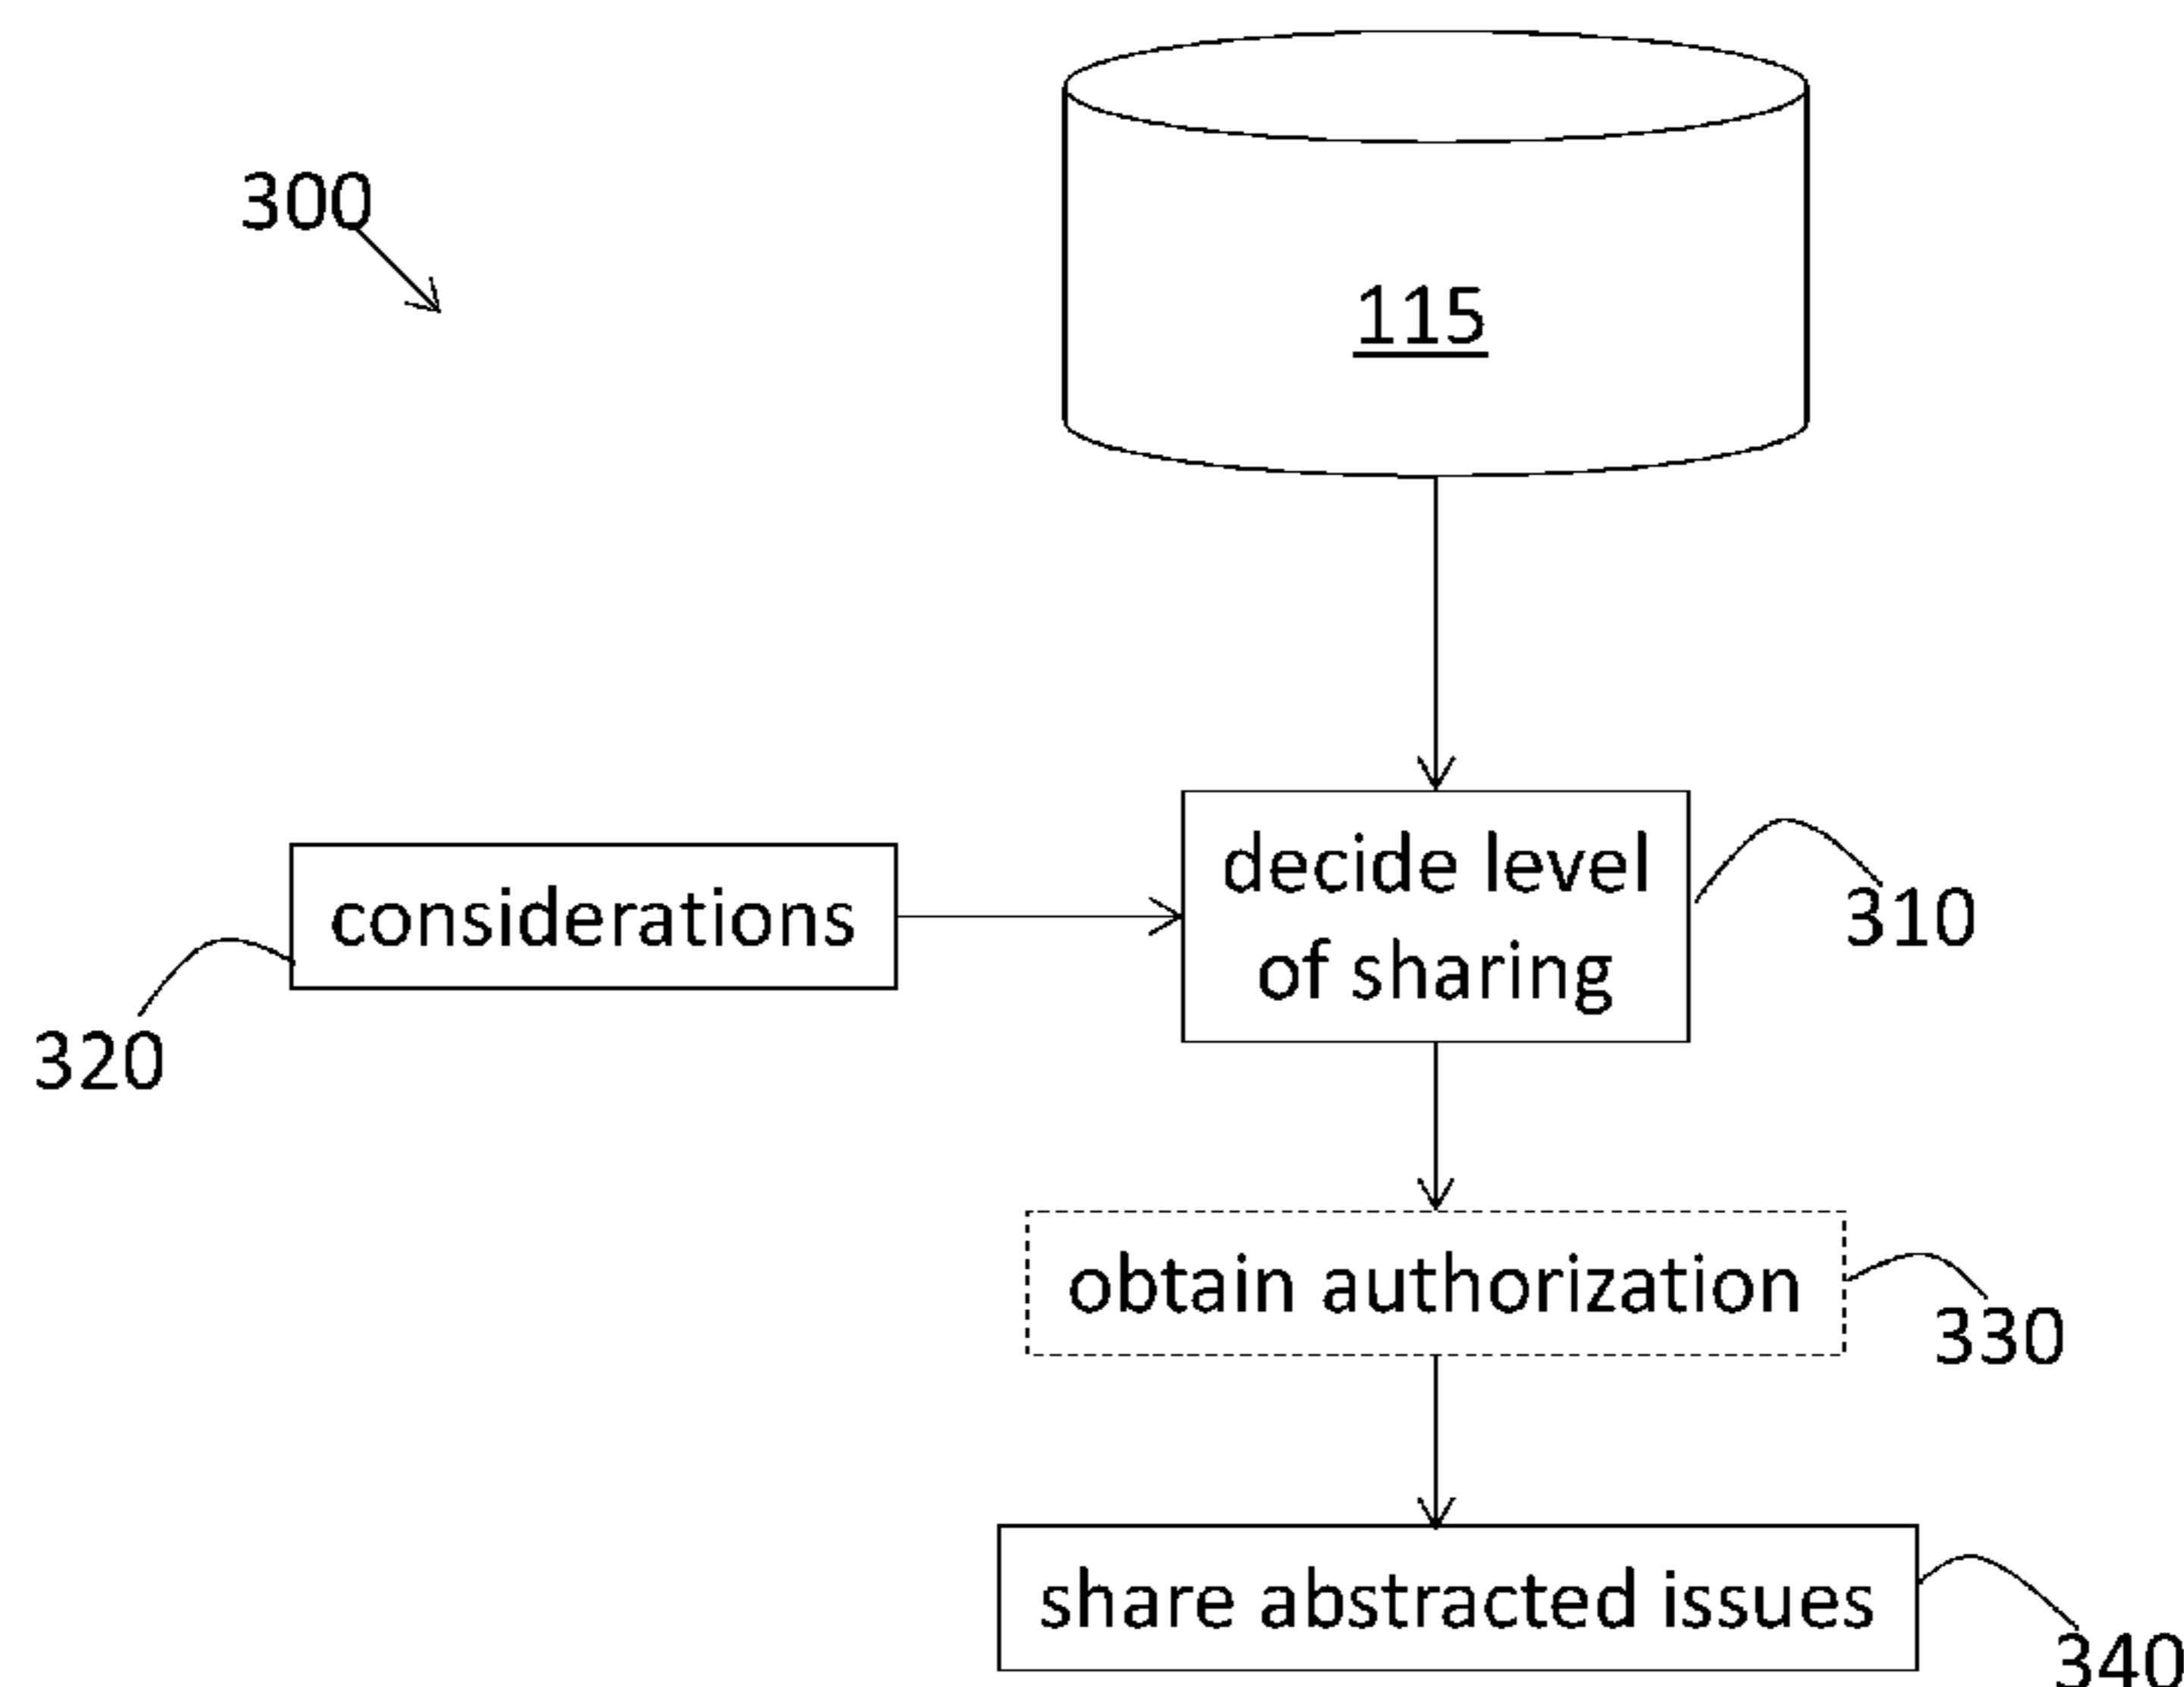 300
115
decide level
of sharing
310
considerations
320
obtain authorization
330
share abstracted issues
340